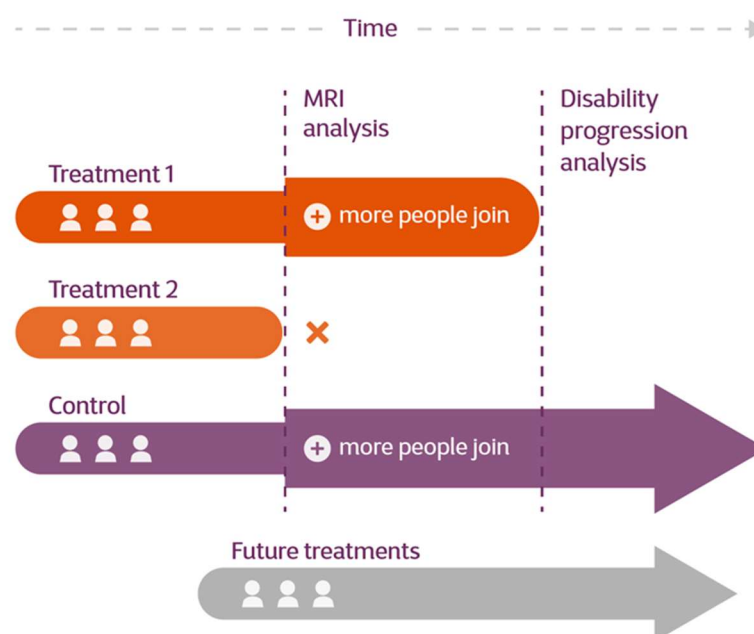 Time
MRI
analysis
Disability
progression
analysis
Treatment 1
+ more people join
Treatment 2
Control
+ more people join
Future treatments